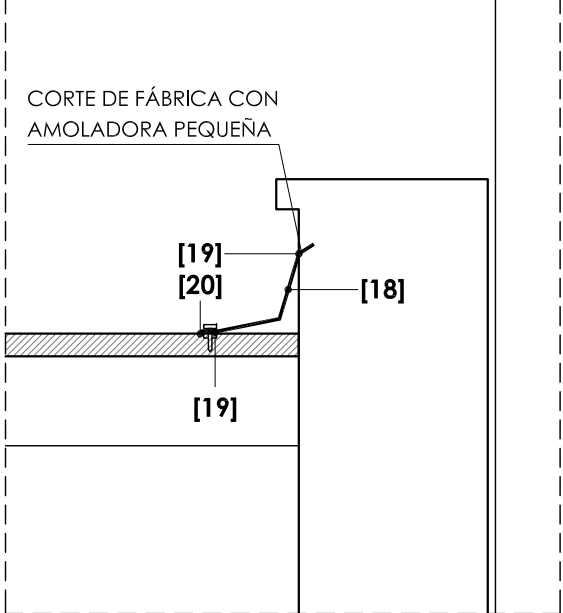 CORTE DE FÁBRICA CON
AMOLADORA PEQUEÑA
[19]
[20]
[18]
[19]